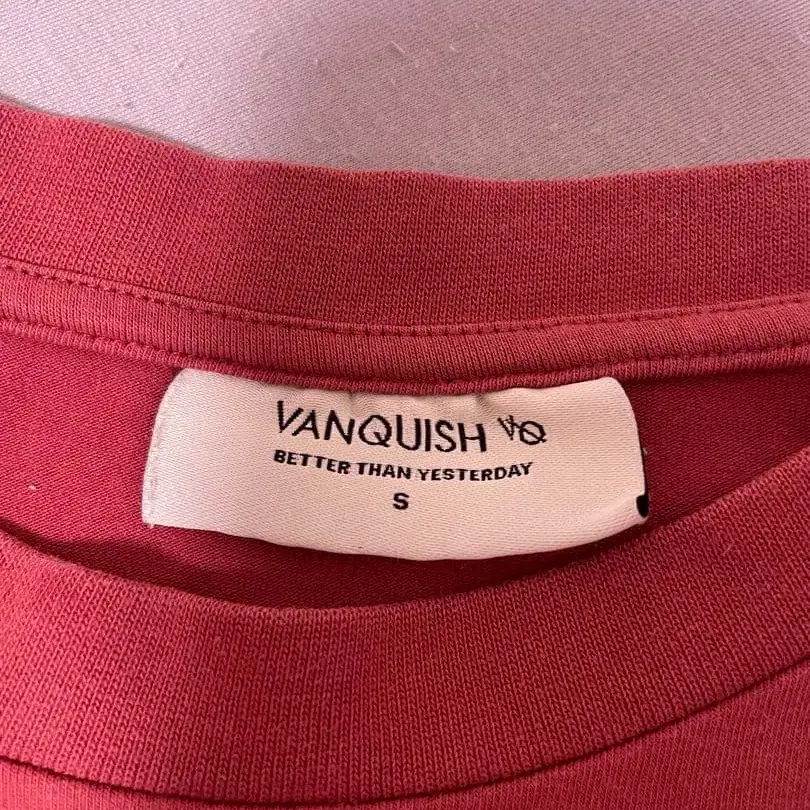 VANQUISH VQ
BETTER THAN YESTERDAY
S